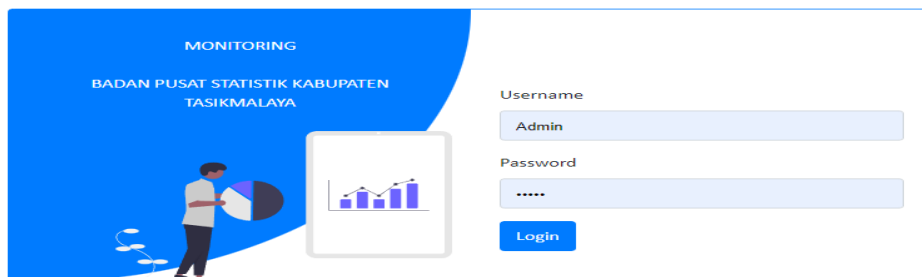 MONITORING
BADAN PUSAT STATISTIK KABUPATEN
TASIKMALAYA
Username
Admin
Password
•••••
Login